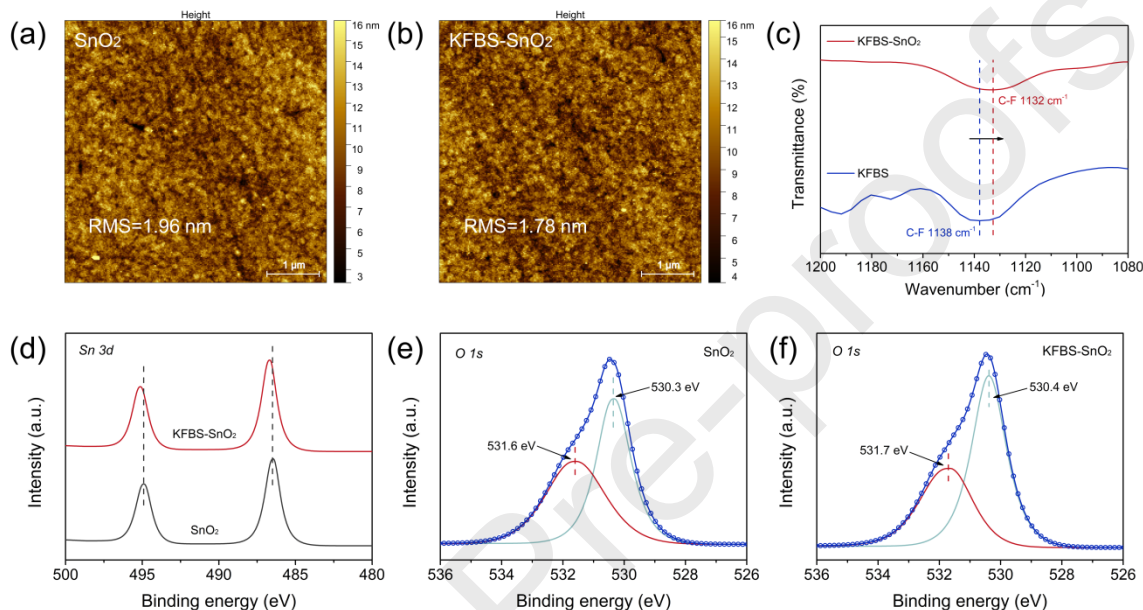 (a)
Height
SnO₂
RMS=1.96 nm
1 µm
16 nm
15
14
13
12
11
10
9
8
7
6
5
3
(b)
Height
KFBS-SnO₂
RMS=1.78 nm
1 µm
16 nm
15
14
13
12
11
10
9
8
7
6
5
4
(c)
Transmittance (%)
KFBS-SnO₂
C-F 1132 cm⁻¹
KFBS
C-F 1138 cm⁻¹
1200 1180 1160 1140 1120 1100 1080
Wavenumber (cm⁻¹)
(d)
Intensity (a.u.)
Sn 3d
KFBS-SnO₂
SnO₂
500 495 490 485 480
Binding energy (eV)
(e)
Intensity (a.u.)
O 1s
SnO₂
530.3 eV
531.6 eV
536 534 532 530 528 526
Binding energy (eV)
(f)
Intensity (a.u.)
O 1s
KFBS-SnO₂
530.4 eV
531.7 eV
536 534 532 530 528 526
Binding energy (eV)
Pre-proofs